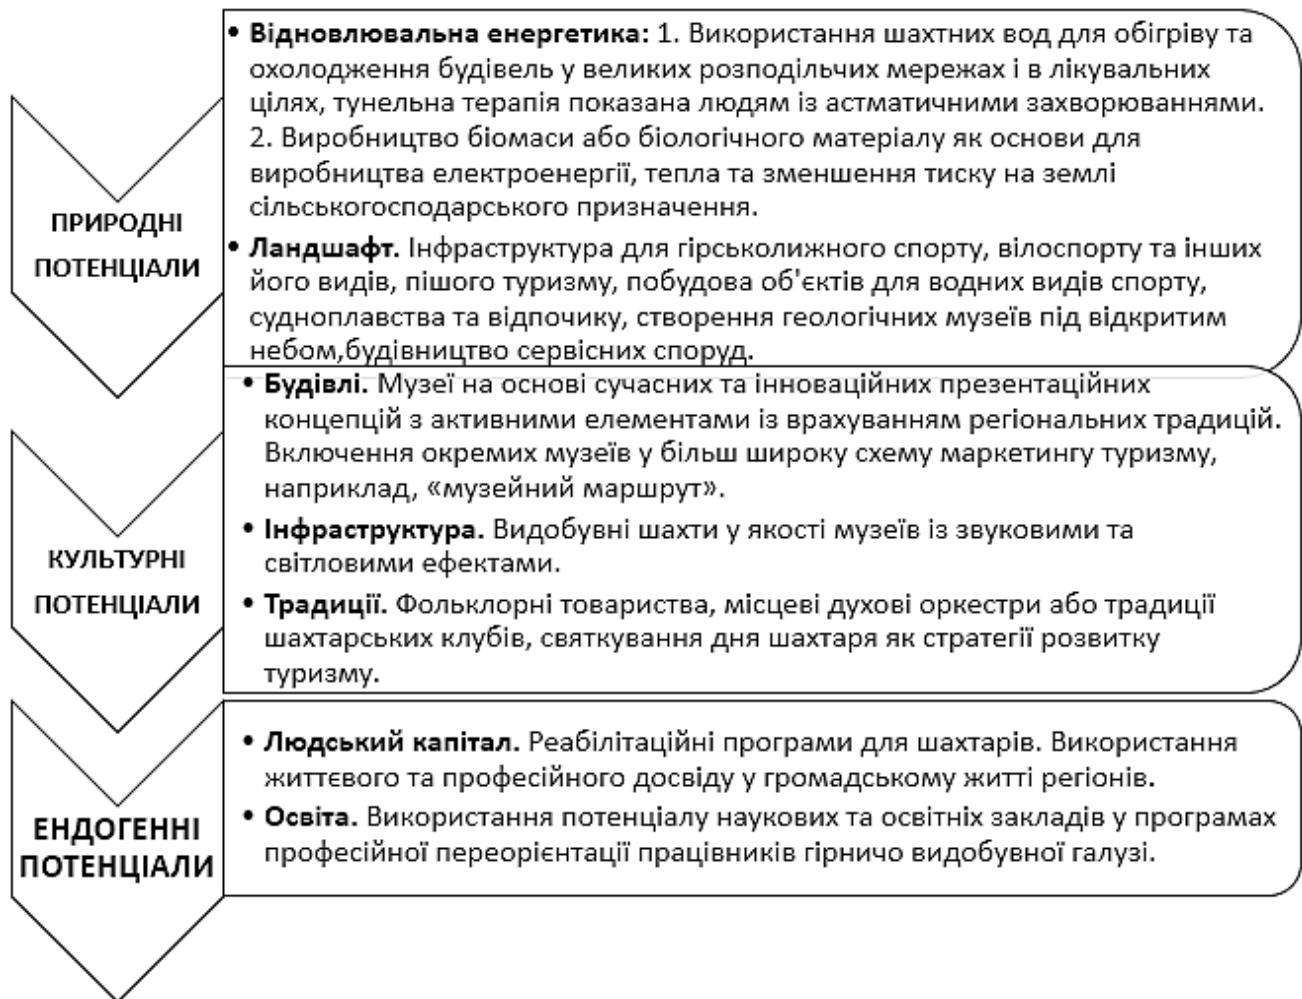 ПРИРОДНІ
ПОТЕНЦІАЛИ
• Відновлювальна енергетика: 1. Використання шахтних вод для обігріву та
охолодження будівель у великих розподільчих мережах і в лікувальних
цілях, тунельна терапія показана людям із астматичними захворюваннями.
2. Виробництво біомаси або біологічного матеріалу як основи для
виробництва електроенергії, тепла та зменшення тиску на землі
сільськогосподарського призначення.
• Ландшафт. Інфраструктура для гірськолижного спорту, вілоспорту та інших
його видів, пішого туризму, побудова об'єктів для водних видів спорту,
судноплавства та відпочику, створення геологічних музеїв під відкритим
небом,будівництво сервісних споруд.
КУЛЬТУРНІ
ПОТЕНЦІАЛИ
• Будівлі. Музеї на основі сучасних та інноваційних презентаційних
концепцій з активними елементами із врахуванням регіональних традицій.
Включення окремих музеїв у більш широку схему маркетингу туризму,
наприклад, «музейний маршрут».
• Інфраструктура. Видобувні шахти у якості музеїв із звуковими та
світловими ефектами.
• Традиції. Фольклорні товариства, місцеві духові оркестри або традиції
шахтарських клубів, святкування дня шахтаря як стратегії розвитку
туризму.
ЕНДОГЕННІ
ПОТЕНЦІАЛИ
• Людський капітал. Реабілітаційні програми для шахтарів. Використання
життєвого та професійного досвіду у громадському житті регіонів.
• Освіта. Використання потенціалу наукових та освітніх закладів у програмах
професійної переорієнтації працівників гірничо видобувної галузі.